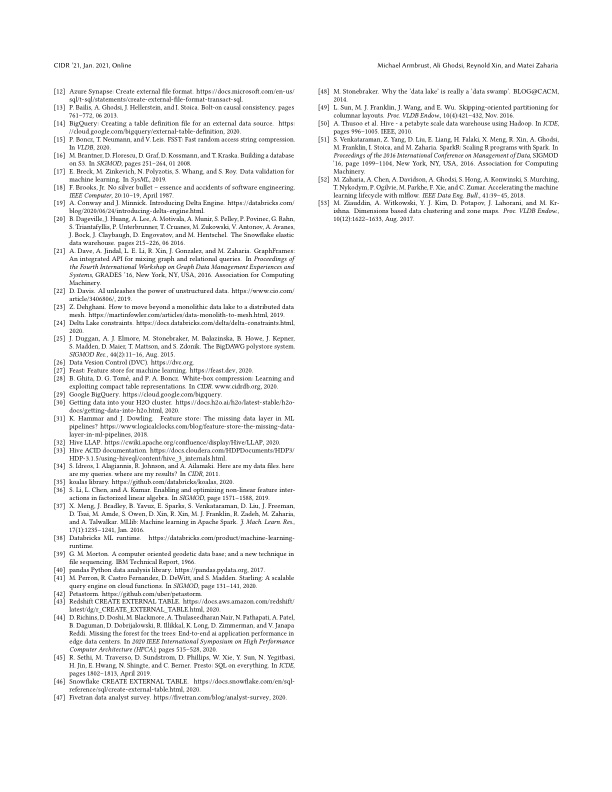 CIDR '21, Jan. 2021, Online
Michael Armbrust, Ali Ghodsi, Reynold Xin, and Matei Zaharia
[12] Azure Synapse: Create external file format. https://docs.microsoft.com/en-us/
sql/t-sql/statements/create-external-file-format-transact-sql.
[13] P. Bailis, A. Ghodsi, J. Hellerstein, and I. Stoica. Bolt-on causal consistency. pages
761–772, 06 2013.
[14] BigQuery: Creating a table definition file for an external data source. https:
//cloud.google.com/bigquery/external-table-definition, 2020.
[15] P. Boncz, T. Neumann, and V. Leis. FSST: Fast random access string compression.
In VLDB, 2020.
[16] M. Brantner, D. Florescu, D. Graf, D. Kossmann, and T. Kraska. Building a database
on S3. In SIGMOD, pages 251–264, 01 2008.
[17] E. Breck, M. Zinkevich, N. Polyzotis, S. Whang, and S. Roy. Data validation for
machine learning. In SysML, 2019.
[18] F. Brooks, Jr. No silver bullet – essence and accidents of software engineering.
IEEE Computer, 20:10–19, April 1987.
[19] A. Conway and J. Minnick. Introducing Delta Engine. https://databricks.com/
blog/2020/06/24/introducing-delta-engine.html.
[20] B. Dageville, J. Huang, A. Lee, A. Motivala, A. Munir, S. Pelley, P. Povinec, G. Rahn,
S. Triantafyllis, P. Unterbrunner, T. Cruanes, M. Zukowski, V. Antonov, A. Avanes,
J. Bock, J. Claybaugh, D. Engovatov, and M. Hentschel. The Snowflake elastic
data warehouse. pages 215–226, 06 2016.
[21] A. Dave, A. Jindal, L. E. Li, R. Xin, J. Gonzalez, and M. Zaharia. GraphFrames:
An integrated API for mixing graph and relational queries. In Proceedings of
the Fourth International Workshop on Graph Data Management Experiences and
Systems, GRADES '16, New York, NY, USA, 2016. Association for Computing
Machinery.
[22] D. Davis. AI unleashes the power of unstructured data. https://www.cio.com/
article/3406806/, 2019.
[23] Z. Dehghani. How to move beyond a monolithic data lake to a distributed data
mesh. https://martinfowler.com/articles/data-monolith-to-mesh.html, 2019.
[24] Delta Lake constraints. https://docs.databricks.com/delta/delta-constraints.html,
2020.
[25] J. Duggan, A. J. Elmore, M. Stonebraker, M. Balazinska, B. Howe, J. Kepner,
S. Madden, D. Maier, T. Mattson, and S. Zdonik. The BigDAWG polystore system.
SIGMOD Rec., 44(2):11–16, Aug. 2015.
[26] Data Version Control (DVC). https://dvc.org.
[27] Feast: Feature store for machine learning. https://feast.dev, 2020.
[28] B. Ghita, D. G. Tomé, and P. A. Boncz. White-box compression: Learning and
exploiting compact table representations. In CIDR. www.cidrdb.org, 2020.
[29] Google BigQuery. https://cloud.google.com/bigquery.
[30] Getting data into your H2O cluster. https://docs.h2o.ai/h2o/latest-stable/h2o-
docs/getting-data-into-h2o.html, 2020.
[31] K. Hammar and J. Dowling. Feature store: The missing data layer in ML
pipelines? https://www.logicalclocks.com/blog/feature-store-the-missing-data-
layer-in-ml-pipelines, 2018.
[32] Hive LLAP. https://cwiki.apache.org/confluence/display/Hive/LLAP, 2020.
[33] Hive ACID documentation. https://docs.cloudera.com/HDPDocuments/HDP3/
HDP-3.1.5/using-hiveql/content/hive_3_internals.html.
[34] S. Idreos, I. Alagiannis, R. Johnson, and A. Ailamaki. Here are my data files. here
are my queries. where are my results? In CIDR, 2011.
[35] koalas library. https://github.com/databricks/koalas, 2020.
[36] S. Li, L. Chen, and A. Kumar. Enabling and optimizing non-linear feature inter-
actions in factorized linear algebra. In SIGMOD, page 1571–1588, 2019.
[37] X. Meng, J. Bradley, B. Yavuz, E. Sparks, S. Venkataraman, D. Liu, J. Freeman,
D. Tsai, M. Amde, S. Owen, D. Xin, R. Xin, M. J. Franklin, R. Zadeh, M. Zaharia,
and A. Talwalkar. MLlib: Machine learning in Apache Spark. J. Mach. Learn. Res.,
17(1):1235–1241, Jan. 2016.
[38] Databricks ML runtime. https://databricks.com/product/machine-learning-
runtime.
[39] G. M. Morton. A computer oriented geodetic data base; and a new technique in
file sequencing. IBM Technical Report, 1966.
[40] pandas Python data analysis library. https://pandas.pydata.org, 2017.
[41] M. Perron, R. Castro Fernandez, D. DeWitt, and S. Madden. Starling: A scalable
query engine on cloud functions. In SIGMOD, page 131–141, 2020.
[42] Petastorm. https://github.com/uber/petastorm.
[43] Redshift CREATE EXTERNAL TABLE. https://docs.aws.amazon.com/redshift/
latest/dg/r_CREATE_EXTERNAL_TABLE.html, 2020.
[44] D. Richins, D. Doshi, M. Blackmore, A. Thulaseedharan Nair, N. Pathapati, A. Patel,
B. Daguman, D. Dobrijalowski, R. Illikkal, K. Long, D. Zimmerman, and V. Janapa
Reddi. Missing the forest for the trees: End-to-end ai application performance in
edge data centers. In 2020 IEEE International Symposium on High Performance
Computer Architecture (HPCA), pages 515–528, 2020.
[45] R. Sethi, M. Traverso, D. Sundstrom, D. Phillips, W. Xie, Y. Sun, N. Yegitbasi,
H. Jin, E. Hwang, N. Shingte, and C. Berner. Presto: SQL on everything. In ICDE,
pages 1802–1813, April 2019.
[46] Snowflake CREATE EXTERNAL TABLE. https://docs.snowflake.com/en/sql-
reference/sql/create-external-table.html, 2020.
[47] Fivetran data analyst survey. https://fivetran.com/blog/analyst-survey, 2020.
[48] M. Stonebraker. Why the 'data lake' is really a 'data swamp'. BLOG@CACM,
2014.
[49] L. Sun, M. J. Franklin, J. Wang, and E. Wu. Skipping-oriented partitioning for
columnar layouts. Proc. VLDB Endow., 10(4):421–432, Nov. 2016.
[50] A. Thusoo et al. Hive - a petabyte scale data warehouse using Hadoop. In ICDE,
pages 996–1005. IEEE, 2010.
[51] S. Venkataraman, Z. Yang, D. Liu, E. Liang, H. Falaki, X. Meng, R. Xin, A. Ghodsi,
M. Franklin, I. Stoica, and M. Zaharia. SparkR: Scaling R programs with Spark. In
Proceedings of the 2016 International Conference on Management of Data, SIGMOD
'16, page 1099–1104, New York, NY, USA, 2016. Association for Computing
Machinery.
[52] M. Zaharia, A. Chen, A. Davidson, A. Ghodsi, S. Hong, A. Konwinski, S. Murching,
T. Nykodym, P. Ogilvie, M. Parkhe, F. Xie, and C. Zumar. Accelerating the machine
learning lifecycle with mlflow. IEEE Data Eng. Bull., 41:39–45, 2018.
[53] M. Ziauddin, A. Witkowski, Y. J. Kim, D. Potapov, J. Lahorani, and M. Kr-
ishna. Dimensions based data clustering and zone maps. Proc. VLDB Endow.,
10(12):1622–1633, Aug. 2017.